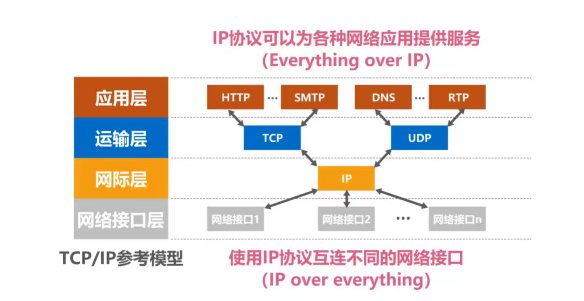 IP协议可以为各种网络应用提供服务
(Everything over IP)
应用层 HTTP ··· SMTP DNS ··· RTP
运输层 TCP UDP
网际层 IP
网络接口层 网络接口1 网络接口2 ··· 网络接口n
TCP/IP参考模型 使用IP协议互连不同的网络接口
(IP over everything)